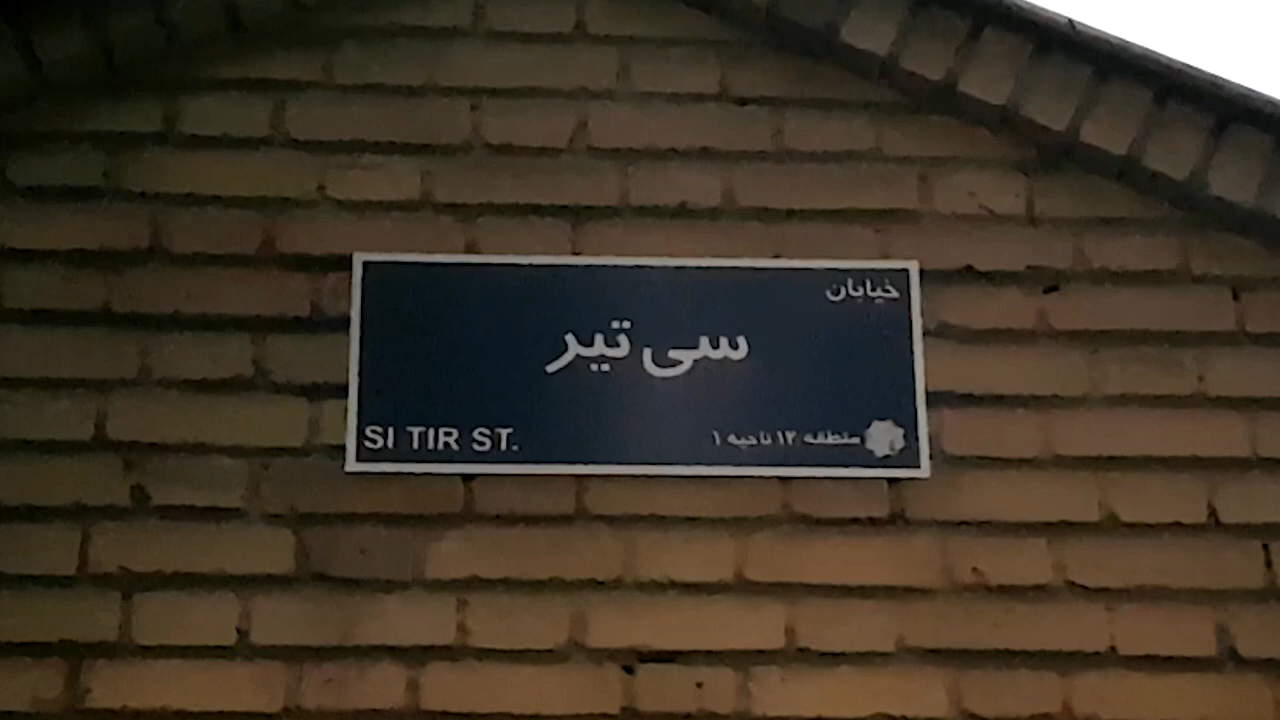 خیابان
سی تیر
منطقه ۱۲ ناحیه ۱
SI TIR ST.